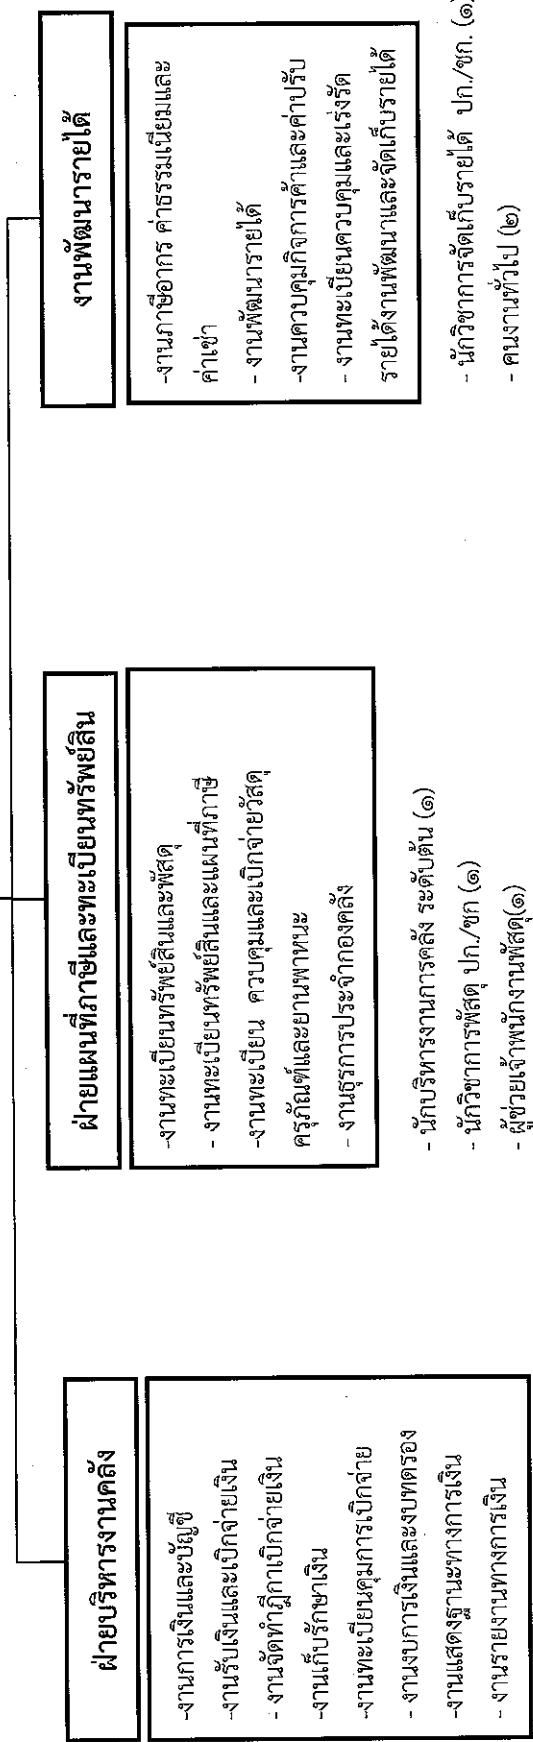 ฝ่ายบริหารงานคลัง
-งานการเงินและบัญชี
-งานรับเงินและเบิกจ่ายเงิน
- งานจัดทำฎีกาเบิกจ่ายเงิน
-งานเก็บรักษาเงิน
-งานทะเบียนคุมการเบิกจ่าย
- งานงบการเงินและงบทดรอง
-งานแสดงฐานะทางการเงิน
- งานรายงานทางการเงิน
ฝ่ายแผนที่ภาษีและทะเบียนทรัพย์สิน
-งานทะเบียนทรัพย์สินและพัสดุ
- งานทะเบียนทรัพย์สินและแผนที่ภาษี
-งานทะเบียน ควบคุมและเบิกจ่ายวัสดุ
ครุภัณฑ์และยานพาหนะ
- งานธุรการประจำกองคลัง
- นักบริหารงานการคลัง ระดับต้น (๑)
- นักวิชาการพัสดุ ปก./ชก (๑)
- ผู้ช่วยเจ้าพนักงานพัสดุ(๑)
งานพัฒนารายได้
-งานภาษีอากร ค่าธรรมเนียมและ
ค่าเช่า
- งานพัฒนารายได้
-งานควบคุมกิจการค้าและค่าปรับ
- งานทะเบียนควบคุมและเร่งรัด
รายได้งานพัฒนาและจัดเก็บรายได้
- นักวิชาการจัดเก็บรายได้ ปก./ชก. (๑)
- คนงานทั่วไป (๒)